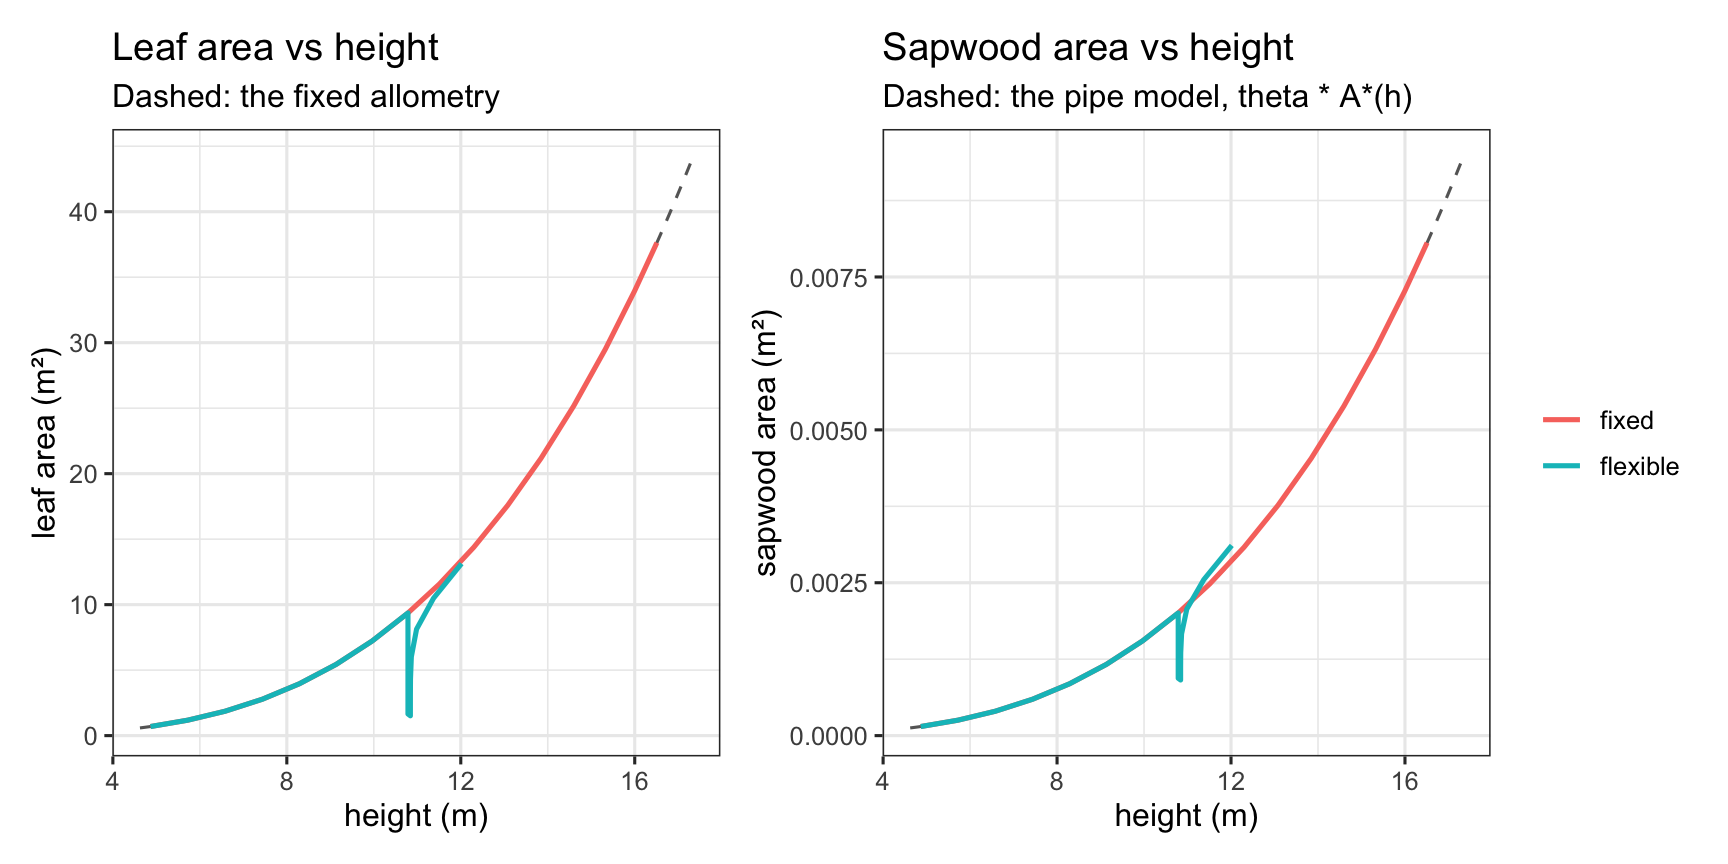 Leaf area vs height
Dashed: the fixed allometry
leaf area (m²)
40
30
20
10
0
4
8
12
16
height (m)
Sapwood area vs height
Dashed: the pipe model, theta * A*(h)
sapwood area (m²)
0.0075
0.0050
0.0025
0.0000
4
8
12
16
height (m)
fixed
flexible